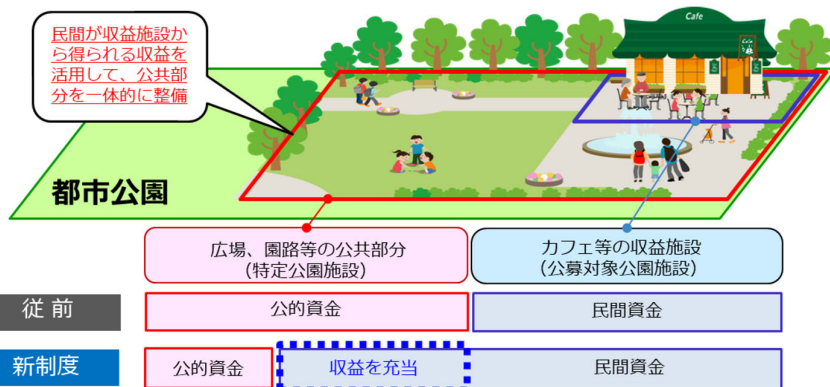 民間が収益施設か
ら得られる収益を
活用して、公共部
分を一体的に整備
Cafe
都市公園
広場、園路等の公共部分
（特定公園施設）
カフェ等の収益施設
（公募対象公園施設）
従前
公的資金
民間資金
新制度
公的資金
収益を充当
民間資金